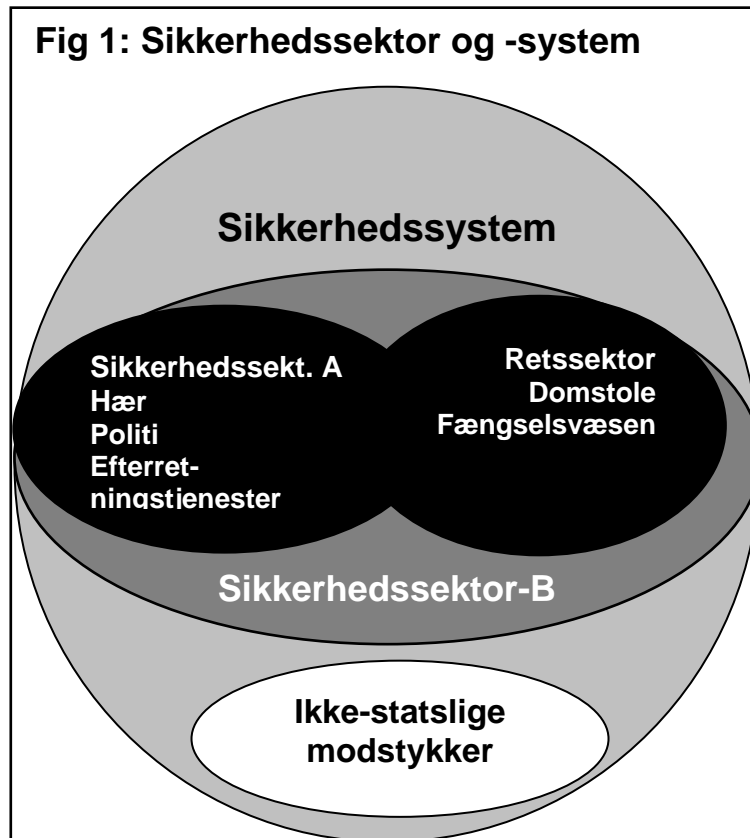 Fig 1: Sikkerhedssektor og -system
Sikkerhedssystem
Sikkerhedssekt. A
Hær
Politi
Efterret-
ningstjenester
Retssektor
Domstole
Fængselsvæsen
Sikkerhedssektor-B
Ikke-statslige
modstykker